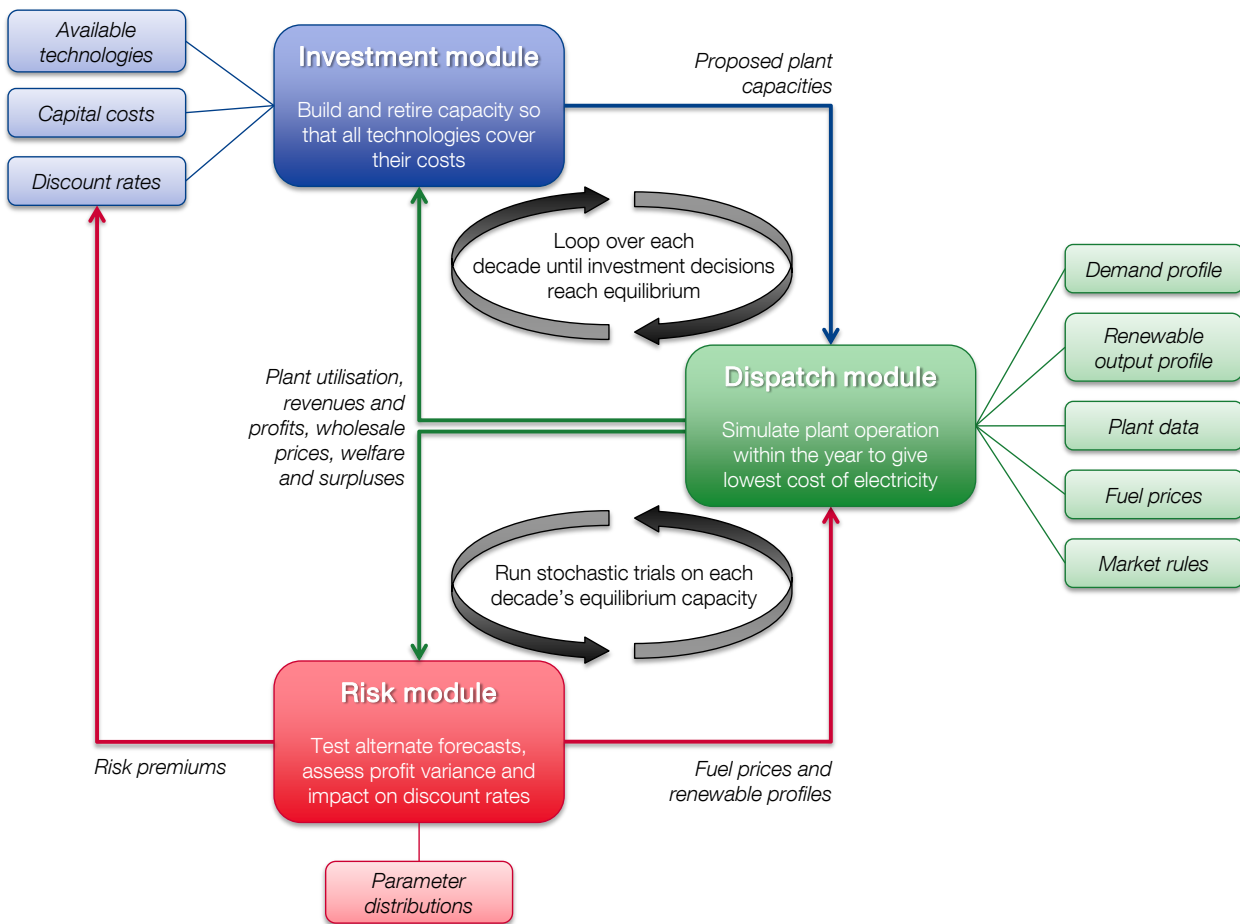 Available
technologies
Capital costs
Discount rates
Investment module
Build and retire capacity so
that all technologies cover
their costs
Proposed plant
capacities
Loop over each
decade until investment decisions
reach equilibrium
Demand profile
Renewable
output profile
Plant data
Fuel prices
Market rules
Dispatch module
Simulate plant operation
within the year to give
lowest cost of electricity
Plant utilisation,
revenues and
profits, wholesale
prices, welfare
and surpluses
Run stochastic trials on each
decade’s equilibrium capacity
Risk module
Test alternate forecasts,
assess profit variance and
impact on discount rates
Risk premiums
Fuel prices and
renewable profiles
Parameter
distributions